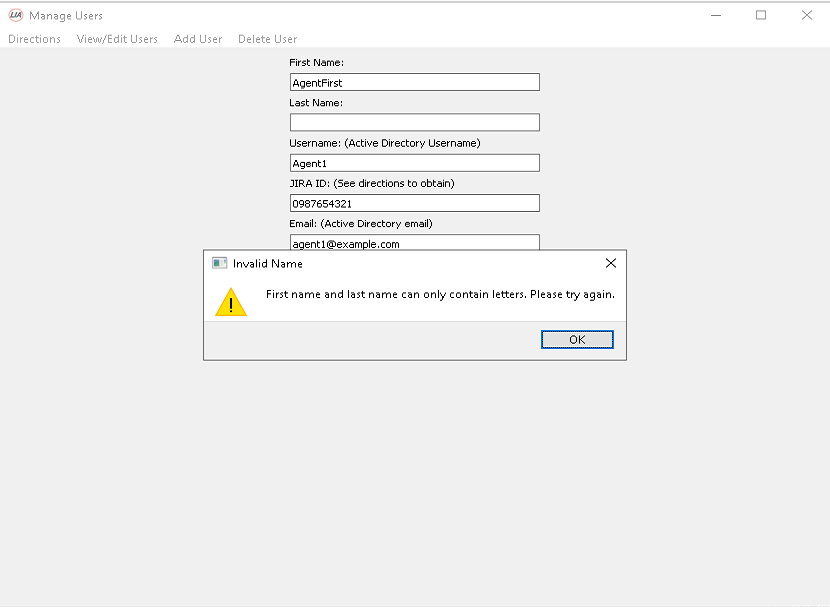 LIA Manage Users
Directions View/Edit Users Add User Delete User
First Name:
AgentFirst
Last Name:
Username: (Active Directory Username)
Agent1
JIRA ID: (See directions to obtain)
0987654321
Email: (Active Directory email)
agent1@example.com
Invalid Name
First name and last name can only contain letters. Please try again.
OK